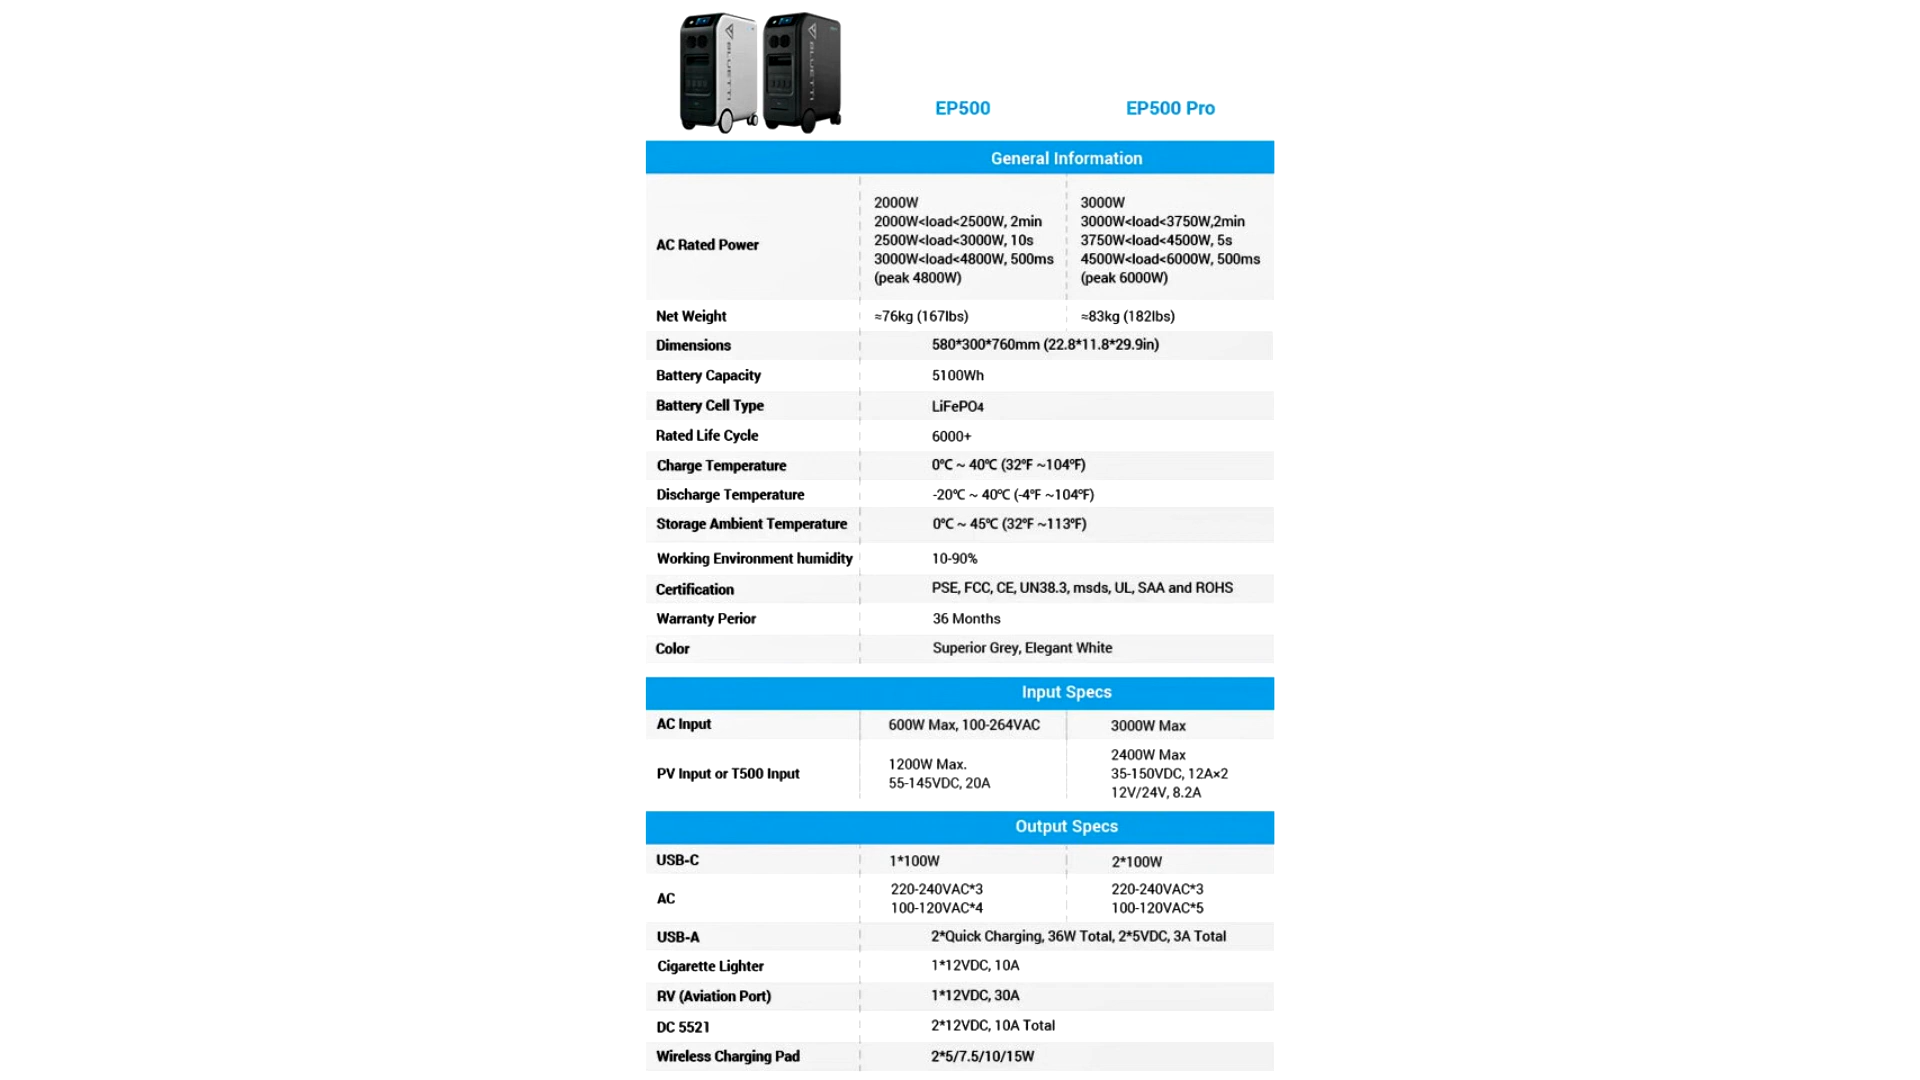 BLUETTI
BLUETTI
EP500
EP500 Pro
General Information
AC Rated Power
2000W
2000W<load<2500W, 2min
2500W<load<3000W, 10s
3000W<load<4800W, 500ms
(peak 4800W)
3000W
3000W<load<3750W,2min
3750W<load<4500W, 5s
4500W<load<6000W, 500ms
(peak 6000W)
Net Weight
≈76kg (167lbs)
≈83kg (182lbs)
Dimensions
580*300*760mm (22.8*11.8*29.9in)
Battery Capacity
5100Wh
Battery Cell Type
LiFePO4
Rated Life Cycle
6000+
Charge Temperature
0℃ ~ 40℃ (32℉ ~104℉)
Discharge Temperature
-20℃ ~ 40℃ (-4℉ ~104℉)
Storage Ambient Temperature
0℃ ~ 45℃ (32℉ ~113℉)
Working Environment humidity
10-90%
Certification
PSE, FCC, CE, UN38.3, msds, UL, SAA and ROHS
Warranty Perior
36 Months
Color
Superior Grey, Elegant White
Input Specs
AC Input
600W Max, 100-264VAC
3000W Max
PV Input or T500 Input
1200W Max.
55-145VDC, 20A
2400W Max
35-150VDC, 12A×2
12V/24V, 8.2A
Output Specs
USB-C
1*100W
2*100W
AC
220-240VAC*3
100-120VAC*4
220-240VAC*3
100-120VAC*5
USB-A
2*Quick Charging, 36W Total, 2*5VDC, 3A Total
Cigarette Lighter
1*12VDC, 10A
RV (Aviation Port)
1*12VDC, 30A
DC 5521
2*12VDC, 10A Total
Wireless Charging Pad
2*5/7.5/10/15W